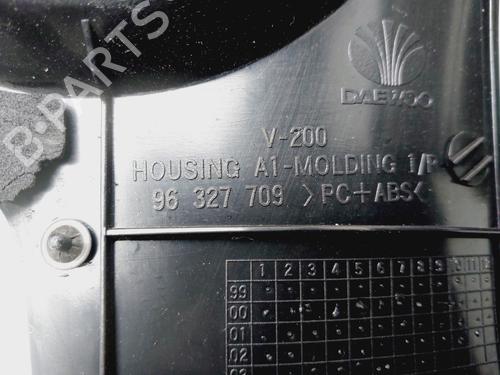 DAEWOO
V-200
HOUSING A1-MOLDING 1/P
96 327 709 >PC+ABS<
1 2 3 4 5 6 7 8 9 10 11 12
99
00
01
02
03
B-PARTS